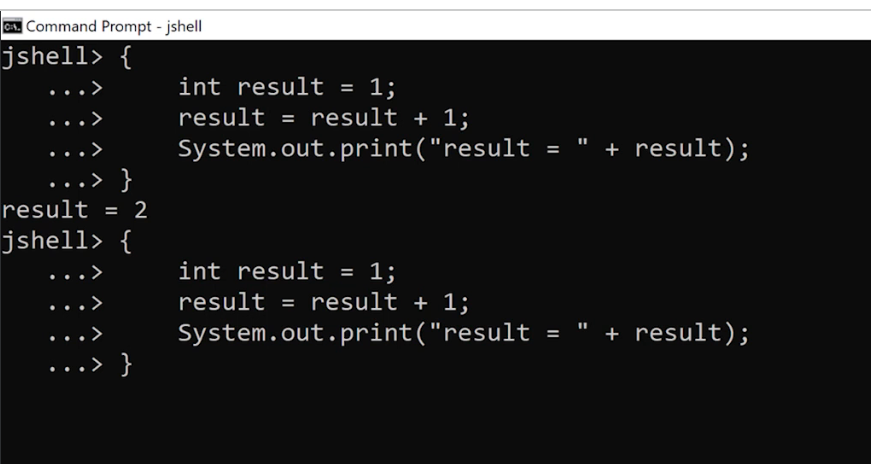 Command Prompt - jshell
jshell> {
   ...>     int result = 1;
   ...>     result = result + 1;
   ...>     System.out.print("result = " + result);
   ...> }
result = 2
jshell> {
   ...>     int result = 1;
   ...>     result = result + 1;
   ...>     System.out.print("result = " + result);
   ...> }